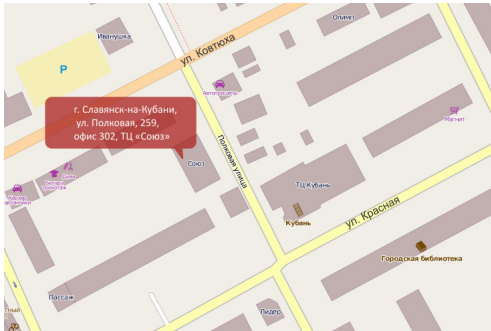 Олимп
Иванушка
ул. Ковтюха
P
Автозапчасти
г. Славянск-на-Кубани,
ул. Полковая, 259,
офис 302, ТЦ «Союз»
Магнит
Полковая улица
Союз
ТЦ Кубань
Кубань
ул. Красная
Городская библиотека
Пассаж
Лидер